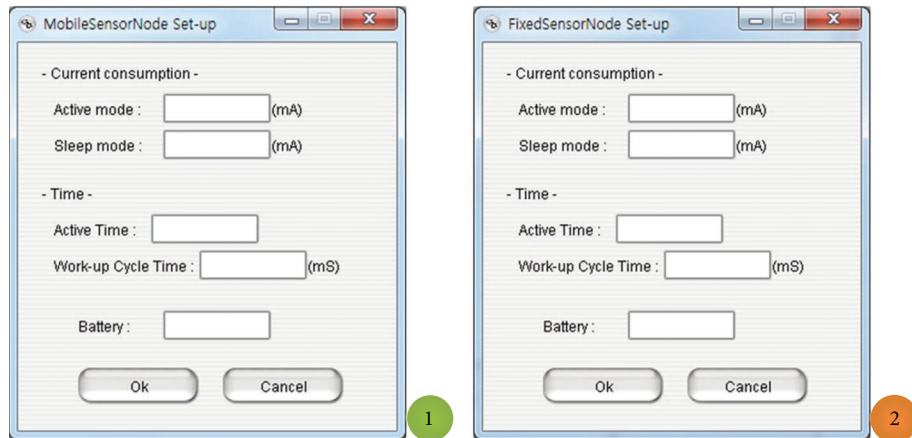 MobileSensorNode Set-up
- Current consumption -
Active mode : (mA)
Sleep mode : (mA)
- Time -
Active Time :
Work-up Cycle Time : (mS)
Battery :
Ok Cancel
1
FixedSensorNode Set-up
- Current consumption -
Active mode : (mA)
Sleep mode : (mA)
- Time -
Active Time :
Work-up Cycle Time : (mS)
Battery :
Ok Cancel
2